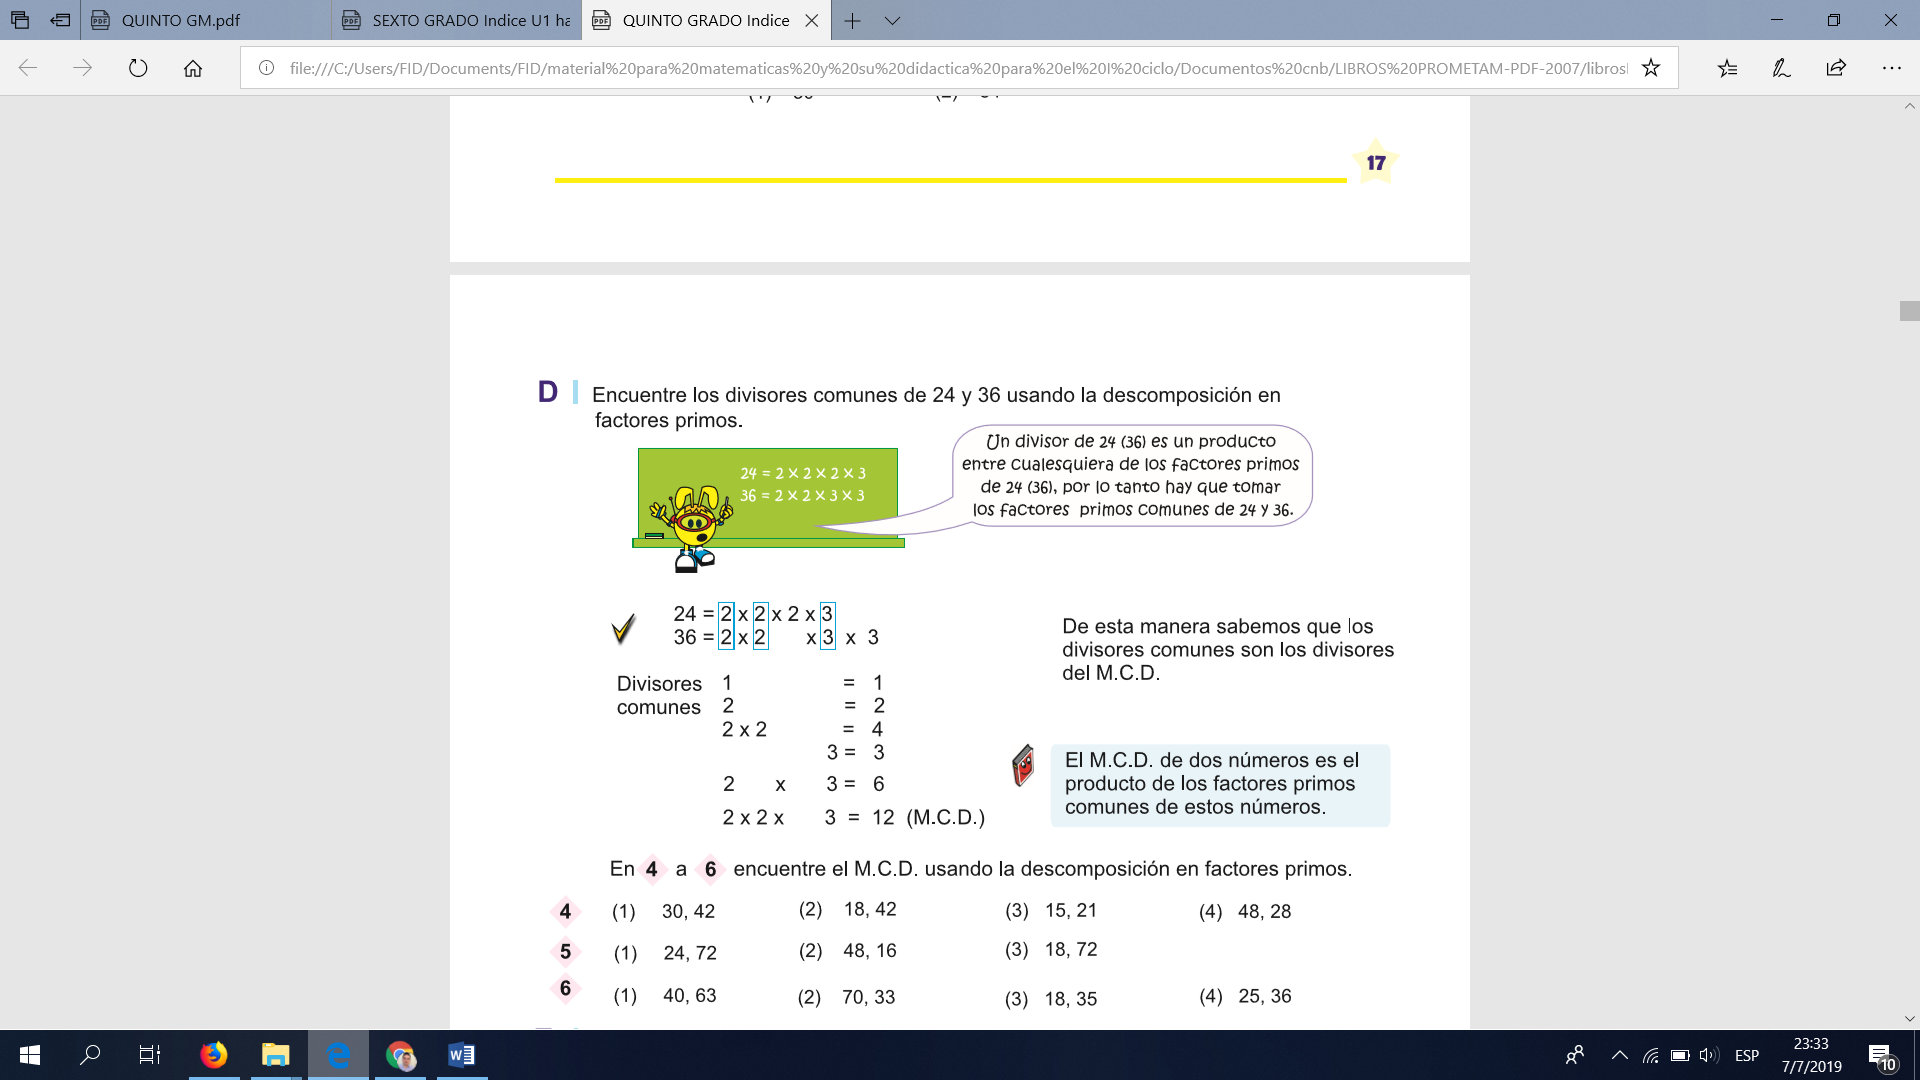 QUINTO GM.pdf
SEXTO GRADO Indice U1 ha
QUINTO GRADO Indice
file:///C:/Users/FID/Documents/FID/material%20para%20matematicas%20y%20su%20didactica%20para%20el%20I%20ciclo/Documentos%20cnb/LIBROS%20PROMETAM-PDF-2007/libros
17
D Encuentre los divisores comunes de 24 y 36 usando la descomposición en
factores primos.
24 = 2 × 2 × 2 × 3
36 = 2 × 2 × 3 × 3
Un divisor de 24 (36) es un producto
entre cualesquiera de los factores primos
de 24 (36), por lo tanto hay que tomar
los factores primos comunes de 24 y 36.
24 = 2 x 2 x 2 x 3
36 = 2 x 2 x 3 x 3
De esta manera sabemos que los
divisores comunes son los divisores
del M.C.D.
Divisores
comunes
1 = 1
2 = 2
2 x 2 = 4
3 = 3
2 x 3 = 6
2 x 2 x 3 = 12 (M.C.D.)
El M.C.D. de dos números es el
producto de los factores primos
comunes de estos números.
En 4 a 6 encuentre el M.C.D. usando la descomposición en factores primos.
4 (1) 30, 42 (2) 18, 42 (3) 15, 21 (4) 48, 28
5 (1) 24, 72 (2) 48, 16 (3) 18, 72
6 (1) 40, 63 (2) 70, 33 (3) 18, 35 (4) 25, 36
ESP
23:33
7/7/2019
10